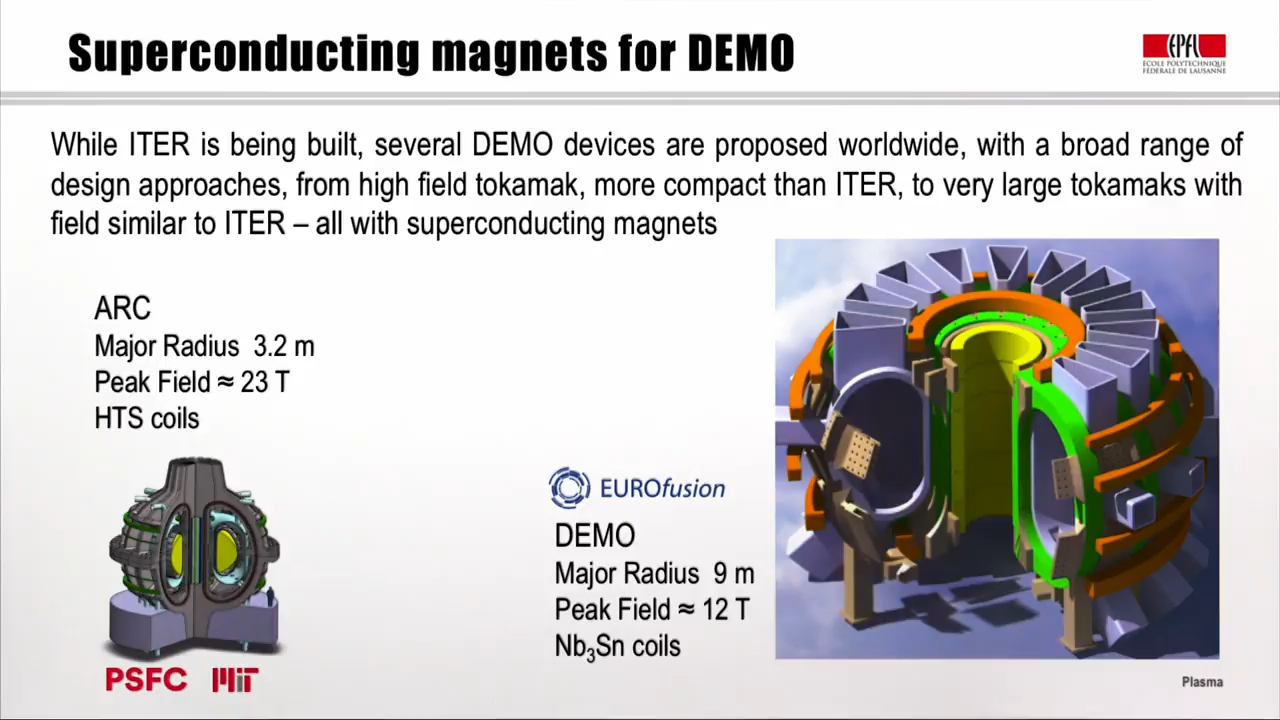 Superconducting magnets for DEMO
EPFL
ÉCOLE POLYTECHNIQUE
FÉDÉRALE DE LAUSANNE
While ITER is being built, several DEMO devices are proposed worldwide, with a broad range of
design approaches, from high field tokamak, more compact than ITER, to very large tokamaks with
field similar to ITER – all with superconducting magnets
ARC
Major Radius 3.2 m
Peak Field ≈ 23 T
HTS coils
PSFC MIT
EUROfusion
DEMO
Major Radius 9 m
Peak Field ≈ 12 T
Nb₃Sn coils
Plasma